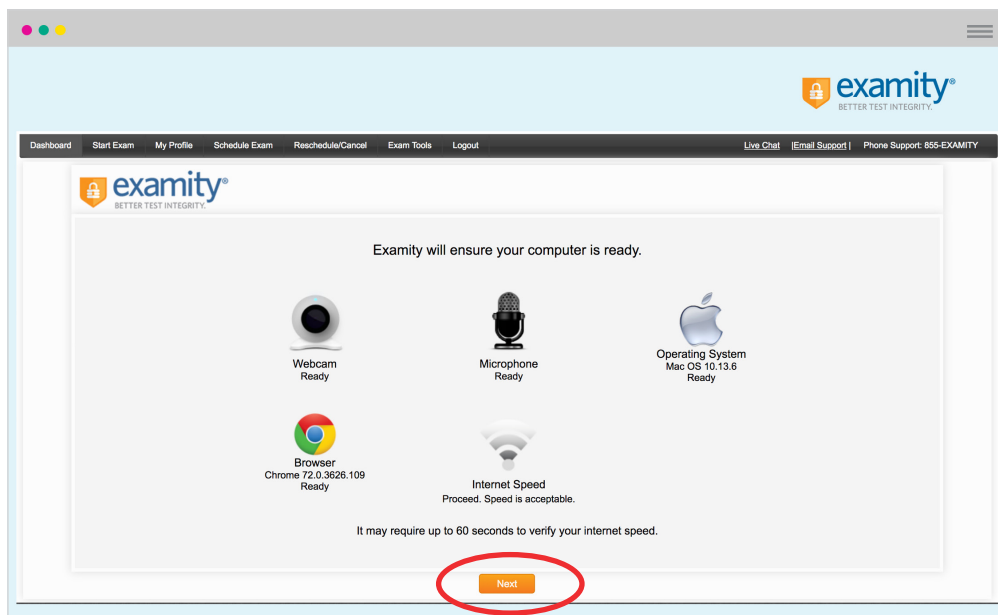 examity®
BETTER TEST INTEGRITY.
Dashboard Start Exam My Profile Schedule Exam Reschedule/Cancel Exam Tools Logout Live Chat |Email Support| Phone Support: 855-EXAMITY
examity®
BETTER TEST INTEGRITY.
Examity will ensure your computer is ready.
Webcam
Ready
Microphone
Ready
Operating System
Mac OS 10.13.6
Ready
Browser
Chrome 72.0.3626.109
Ready
Internet Speed
Proceed. Speed is acceptable.
It may require up to 60 seconds to verify your internet speed.
Next